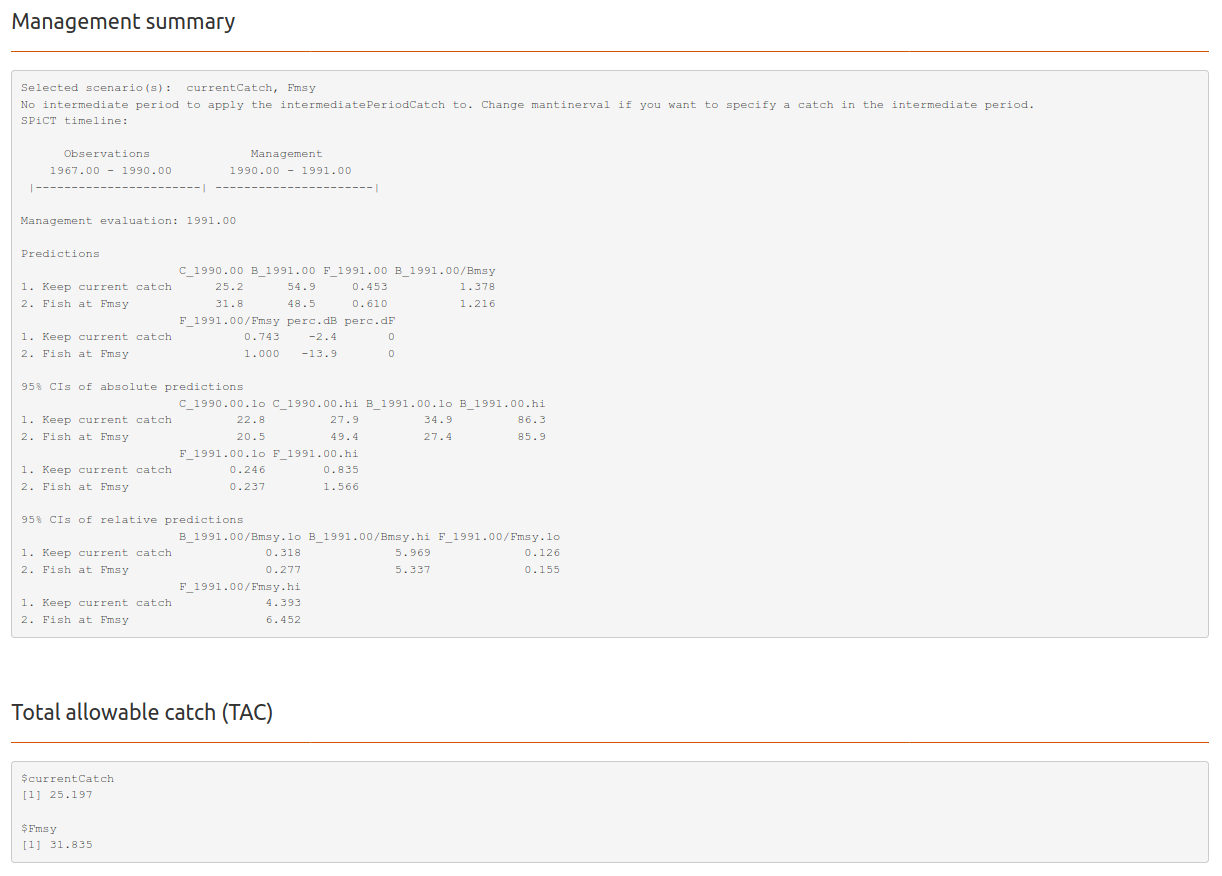 Management summary
Selected scenario(s):  currentCatch, Fmsy
No intermediate period to apply the intermediatePeriodCatch to. Change mantinerval if you want to specify a catch in the intermediate period.
SPiCT timeline:
      Observations              Management
    1967.00 - 1990.00        1990.00 - 1991.00
 |-----------------------| ----------------------|
Management evaluation: 1991.00
Predictions
                      C_1990.00 B_1991.00 F_1991.00 B_1991.00/Bmsy
1. Keep current catch      25.2      54.9     0.453          1.378
2. Fish at Fmsy            31.8      48.5     0.610          1.216
                      F_1991.00/Fmsy perc.dB perc.dF
1. Keep current catch          0.743    -2.4       0
2. Fish at Fmsy                1.000   -13.9       0
95% CIs of absolute predictions
                      C_1990.00.lo C_1990.00.hi B_1991.00.lo B_1991.00.hi
1. Keep current catch         22.8         27.9         34.9         86.3
2. Fish at Fmsy               20.5         49.4         27.4         85.9
                      F_1991.00.lo F_1991.00.hi
1. Keep current catch        0.246        0.835
2. Fish at Fmsy              0.237        1.566
95% CIs of relative predictions
                      B_1991.00/Bmsy.lo B_1991.00/Bmsy.hi F_1991.00/Fmsy.lo
1. Keep current catch             0.318             5.969             0.126
2. Fish at Fmsy                   0.277             5.337             0.155
                      F_1991.00/Fmsy.hi
1. Keep current catch             4.393
2. Fish at Fmsy                   6.452
Total allowable catch (TAC)
$currentCatch
[1] 25.197
$Fmsy
[1] 31.835